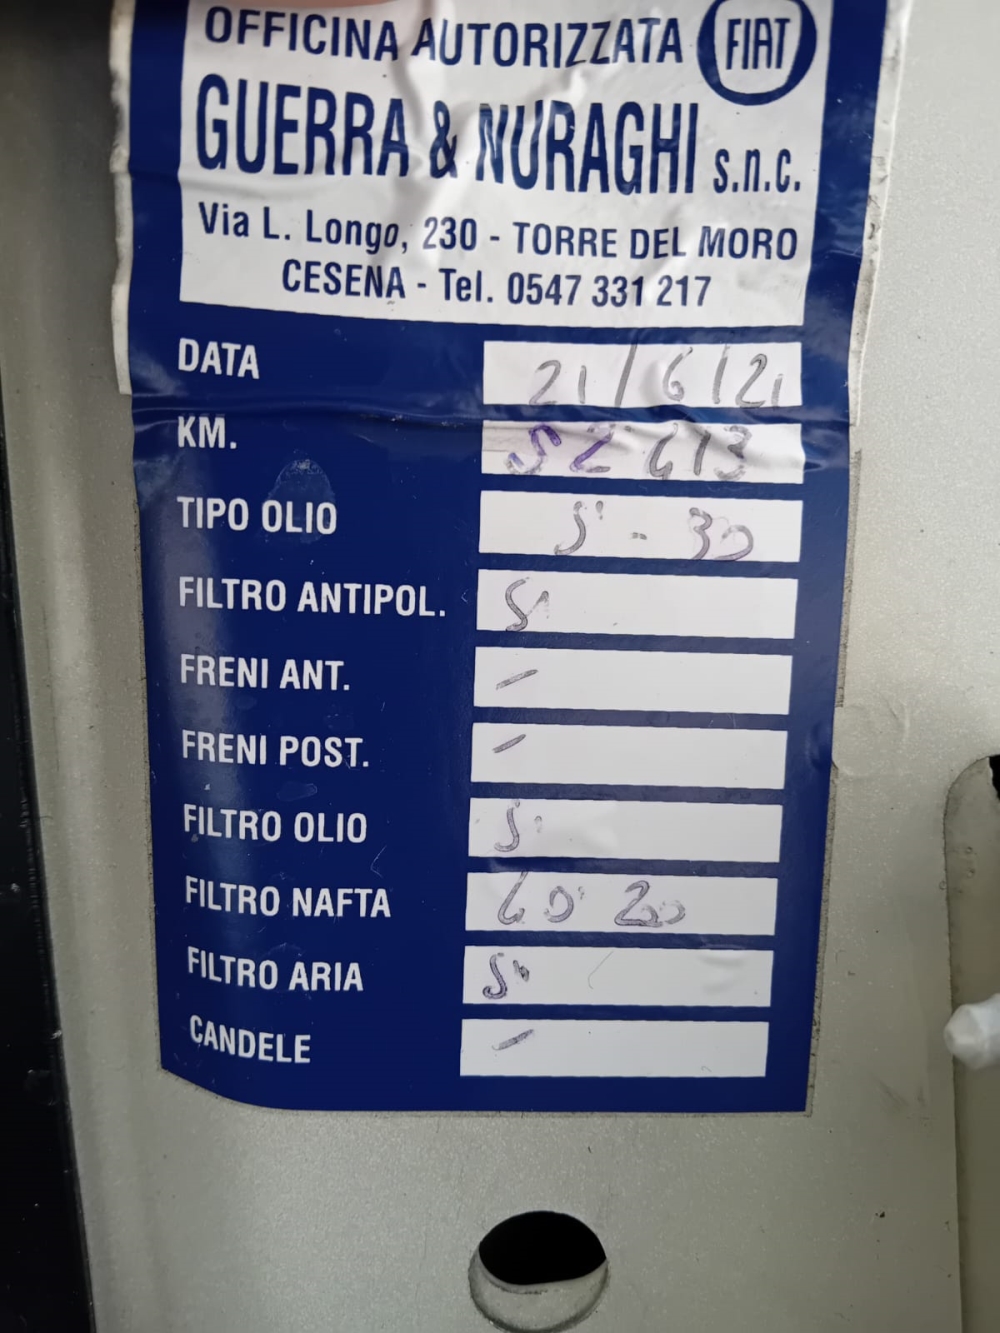 OFFICINA AUTORIZZATA FIAT
GUERRA & NURAGHI s.n.c.
Via L. Longo, 230 - TORRE DEL MORO
CESENA - Tel. 0547 331 217
DATA 21/6/21
KM. 52613
TIPO OLIO 5-30
FILTRO ANTIPOL. Si
FRENI ANT. -
FRENI POST. -
FILTRO OLIO Si
FILTRO NAFTA
FILTRO ARIA Si
CANDELE -